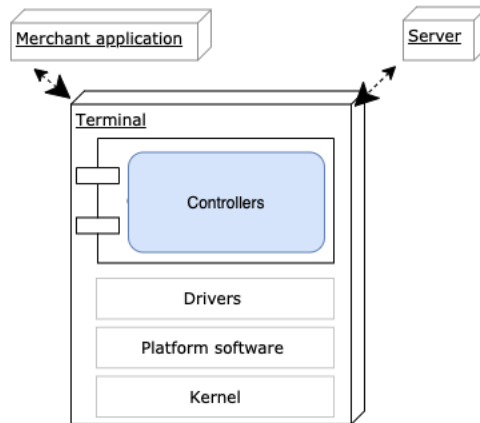 Merchant application
Server
Terminal
Controllers
Drivers
Platform software
Kernel